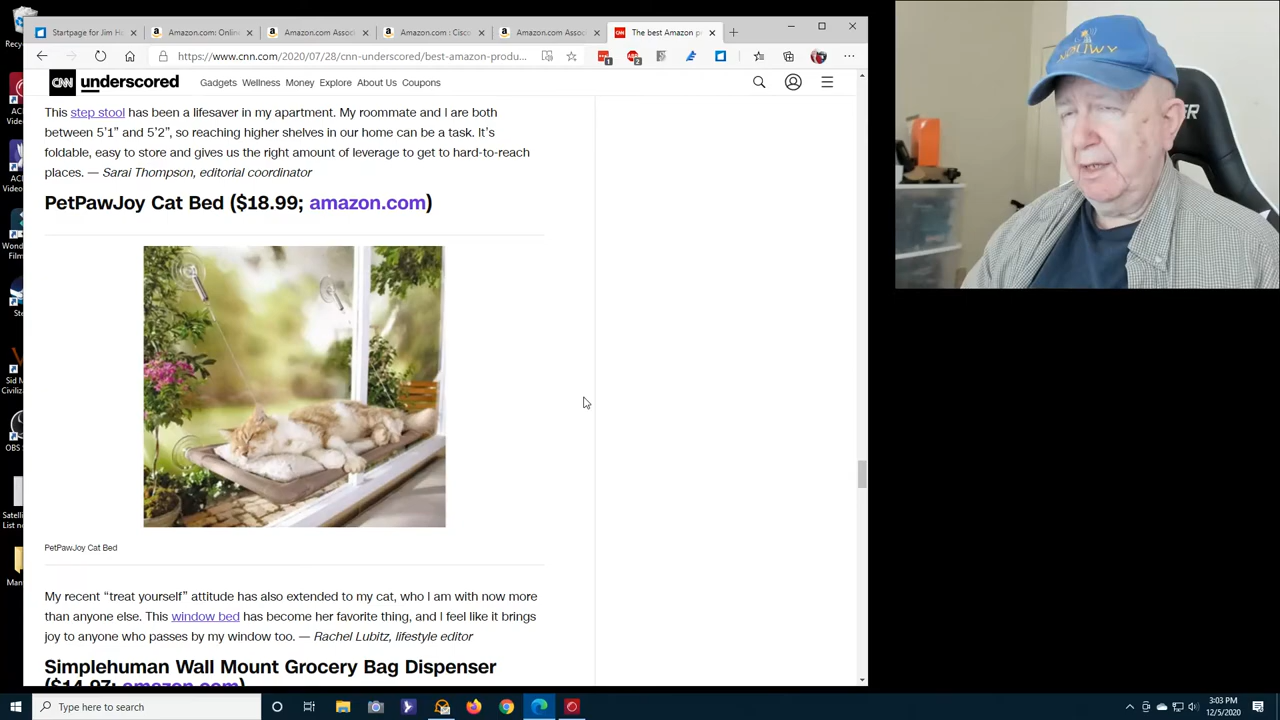 Startpage for Jim H
Amazon.com: Onlin
Amazon.com Assoc
Amazon.com : Cisco
Amazon.com Assoc
The best Amazon p
https://www.cnn.com/2020/07/28/cnn-underscored/best-amazon-produ...
CNN underscored Gadgets Wellness Money Explore About Us Coupons
This step stool has been a lifesaver in my apartment. My roommate and I are both
between 5'1” and 5'2”, so reaching higher shelves in our home can be a task. It’s
foldable, easy to store and gives us the right amount of leverage to get to hard-to-reach
places. — Sarai Thompson, editorial coordinator
PetPawJoy Cat Bed ($18.99; amazon.com)
PetPawJoy Cat Bed
My recent “treat yourself” attitude has also extended to my cat, who I am with now more
than anyone else. This window bed has become her favorite thing, and I feel like it brings
joy to anyone who passes by my window too. — Rachel Lubitz, lifestyle editor
Simplehuman Wall Mount Grocery Bag Dispenser
($14.97; amazon.com)
Type here to search
3:03 PM
12/5/2020